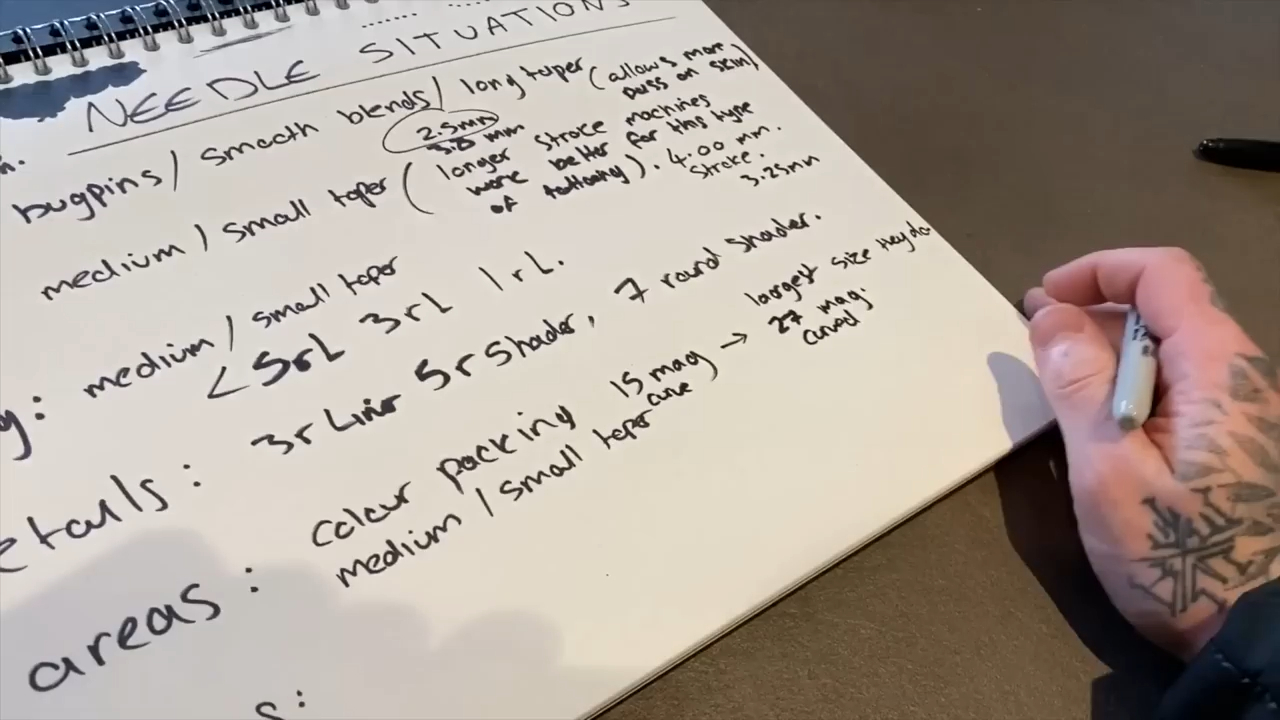 NEEDLE SITUATIONS
bugpins/ smooth blends/ long taper (allows more
pass on skin)
2.5mm
medium / small taper ( longer stroke machines
work better for this type
of tattooing). 4.00 mm.
stroke.
3.25mm
medium / small taper
< 5rL 3rL 1rL.
etails: 3r Liner 5r Shader, 7 round shader.
areas: colour packing 15 mag → largest size they do
curve 27 mag.
curved
medium / small taper
s: